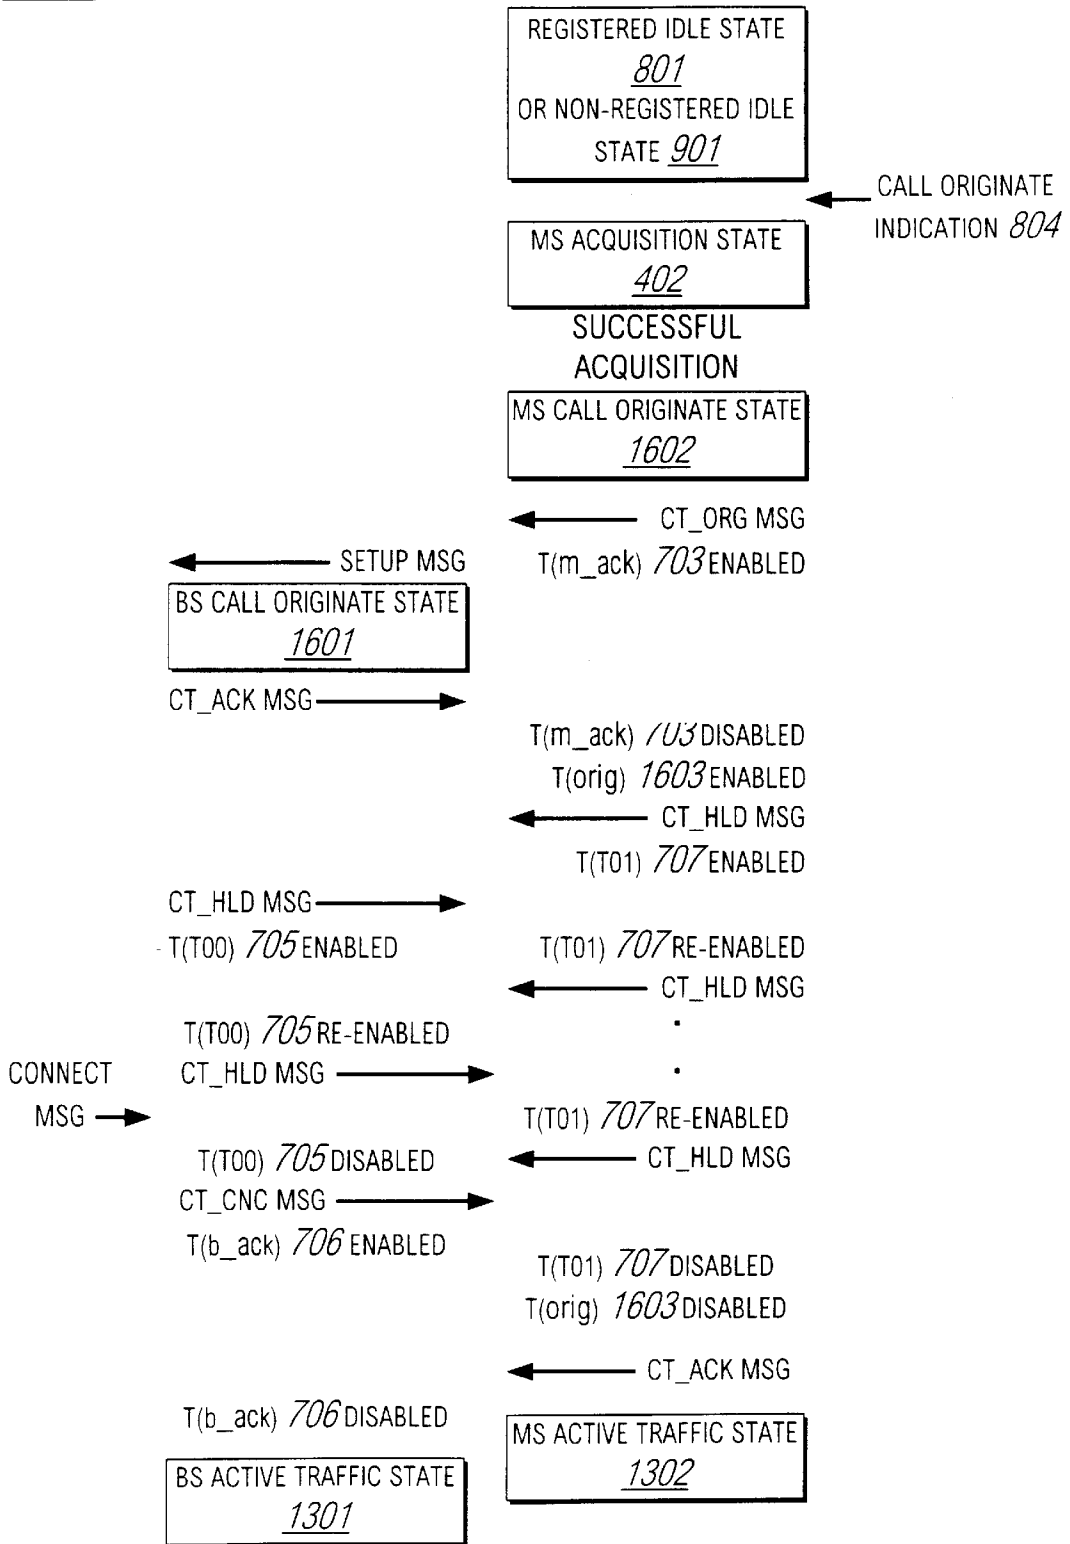 REGISTERED IDLE STATE
801
OR NON-REGISTERED IDLE
STATE 901
CALL ORIGINATE
INDICATION 804
MS ACQUISITION STATE
402
SUCCESSFUL
ACQUISITION
MS CALL ORIGINATE STATE
1602
CT_ORG MSG
T(m_ack) 703 ENABLED
SETUP MSG
BS CALL ORIGINATE STATE
1601
CT_ACK MSG
T(m_ack) 703 DISABLED
T(orig) 1603 ENABLED
CT_HLD MSG
T(T01) 707 ENABLED
CT_HLD MSG
T(T00) 705 ENABLED
T(T01) 707 RE-ENABLED
CT_HLD MSG
T(T00) 705 RE-ENABLED
CT_HLD MSG
CONNECT
MSG
T(T01) 707 RE-ENABLED
CT_HLD MSG
T(T00) 705 DISABLED
CT_CNC MSG
T(b_ack) 706 ENABLED
T(T01) 707 DISABLED
T(orig) 1603 DISABLED
CT_ACK MSG
T(b_ack) 706 DISABLED
MS ACTIVE TRAFFIC STATE
1302
BS ACTIVE TRAFFIC STATE
1301